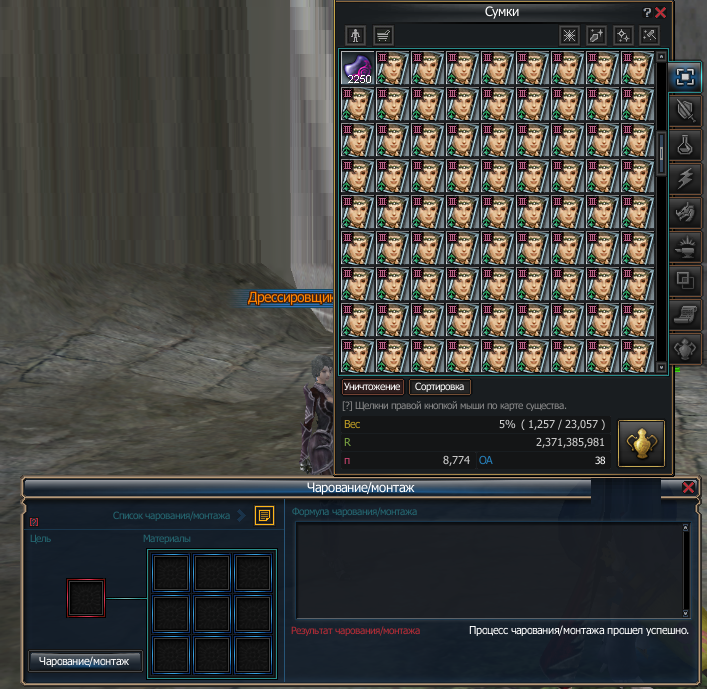 Сумки
?
2250
Дрессировщик
Уничтожение
Сортировка
[?] Щелкни правой кнопкой мыши по карте существа.
Вес 5% ( 1,257 / 23,057 )
R 2,371,385,981
п 8,774 ОА 38
Чарование/монтаж
[?]
Список чарования/монтажа
Формула чарования/монтажа
Цель
Материалы
Результат чарования/монтажа
Процесс чарования/монтажа прошел успешно.
Чарование/монтаж